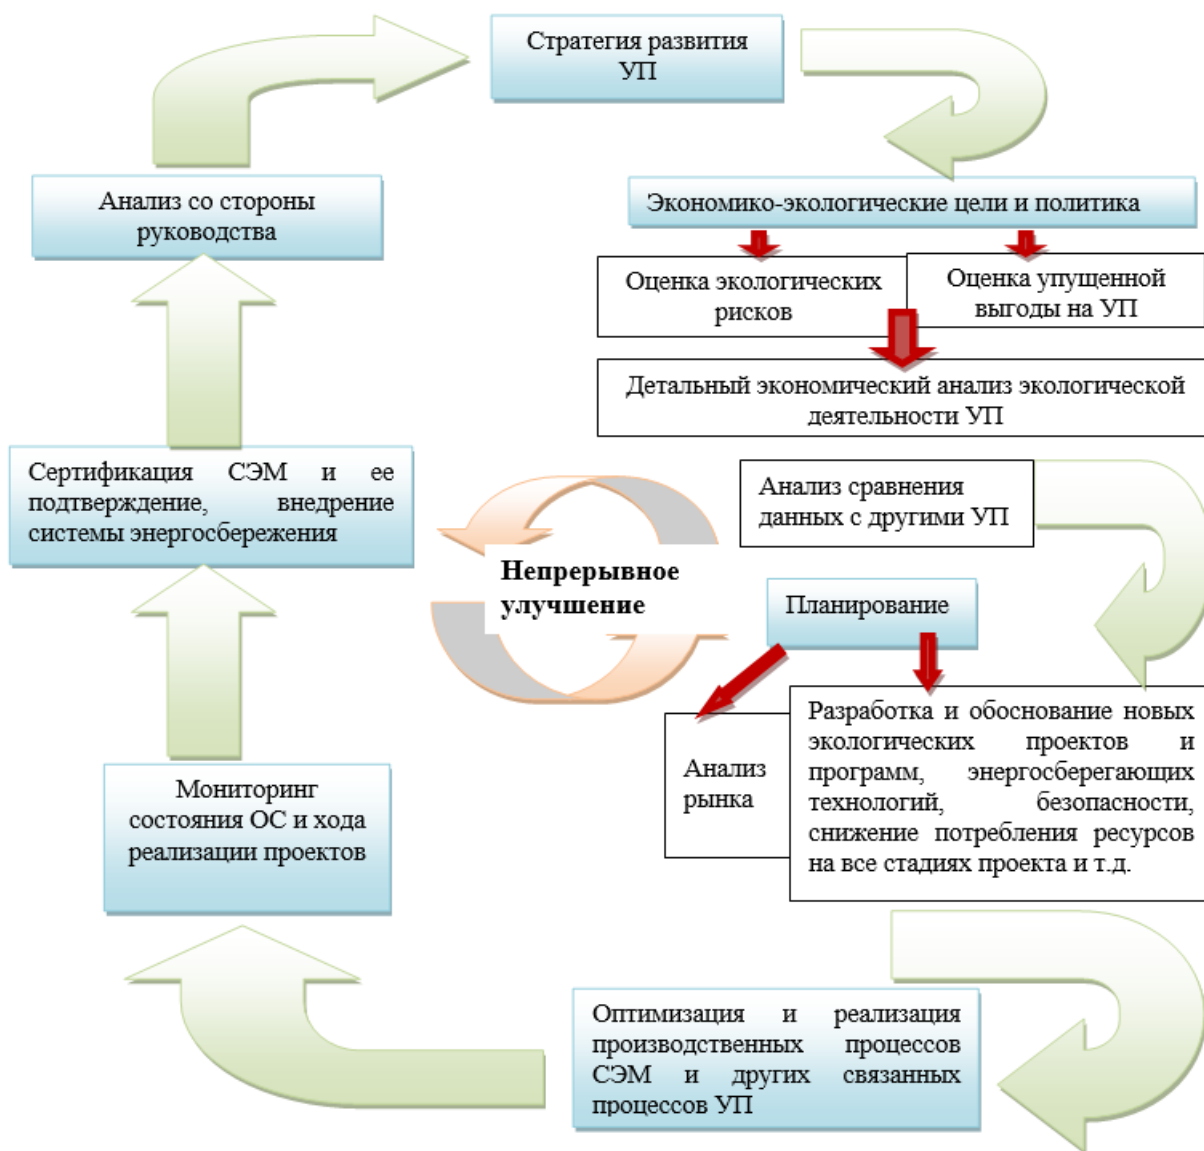 Стратегия развития
УП
Анализ со стороны
руководства
Экономико-экологические цели и политика
Оценка экологических
рисков
Оценка упущенной
выгоды на УП
Детальный экономический анализ экологической
деятельности УП
Сертификация СЭМ и ее
подтверждение, внедрение
системы энергосбережения
Анализ сравнения
данных с другими УП
Непрерывное
улучшение
Планирование
Анализ
рынка
Разработка и обоснование новых
экологических проектов и
программ, энергосберегающих
технологий, безопасности,
снижение потребления ресурсов
на все стадиях проекта и т.д.
Мониторинг
состояния ОС и хода
реализации проектов
Оптимизация и реализация
производственных процессов
СЭМ и других связанных
процессов УП